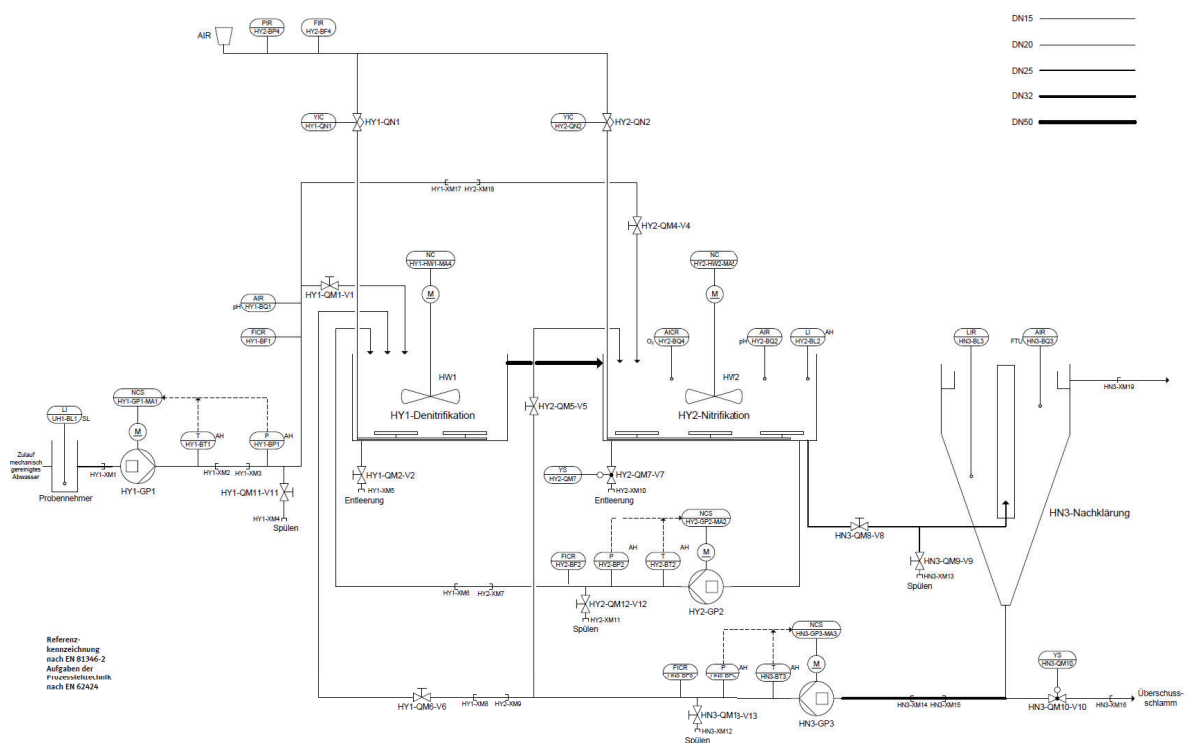 DN15
DN20
DN25
DN32
DN50
AIR
PIR
HY2-BP4
FIR
HY2-BF4
YIC
HY1-QN1
HY1-QN1
YIC
HY2-QN2
HY2-QN2
HY1-XM17
HY2-XM18
HY2-QM4-V4
NC
HY1-HW1-MA4
M
NC
M
HY1-QM1-V1
AIR
pH
HY1-BQ1
FICR
HY1-BF1
AICR
O₂
HY2-BQ4
AIR
pH
HY2-BQ2
LI
AH
HY2-BL2
LIR
HN3-BL3
AIR
FTU
HN3-BQ3
HW1
HY1-Denitrifikation
HW2
HY2-Nitrifikation
HN3-XM19
HY2-QM5-V5
NCS
HY1-GP1-MA1
M
LI
UH1-BL1
SL
T
AH
HY1-BT1
P
AH
HY1-BP1
Zulauf
mechanisch
gereinigtes
Abwasser
HY1-XM1
HY1-XM2
HY1-XM3
Probennehmer
HY1-GP1
HY1-QM11-V11
HY1-XM4
Spülen
HY1-QM2-V2
HY1-XM5
Entleerung
YS
HY2-QM7
HY2-QM7-V7
HY2-XM10
Entleerung
HN3-Nachklärung
HN3-QM8-V8
HN3-QM9-V9
HN3-XM13
Spülen
NCS
HY2-GP2-MA2
M
FICR
HY2-BF2
P
AH
HY2-BP2
T
AH
HY2-BT2
HY1-XM6
HY2-XM7
HY2-GP2
HY2-QM12-V12
HY2-XM11
Spülen
Referenz-
kennzeichnung
nach EN 81346-2
Aufgaben der
Prozessleittechnik
nach EN 62424
NCS
HN3-GP3-MA3
M
FICR
P
AH
T
AH
HN3-BT3
YS
HN3-QM10
HY1-QM6-V6
HY1-XM8
HY2-XM9
HN3-QM13-V13
HN3-XM12
Spülen
HN3-GP3
HN3-XM14
HN3-XM15
HN3-QM10-V10
HN3-XM16
Überschuss-
schlamm